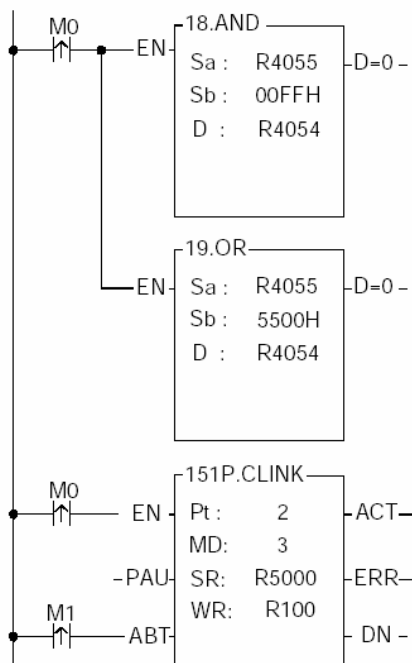 M0
EN
18.AND
Sa : R4055
Sb : 00FFH
D : R4054
D=0
EN
19.OR
Sa : R4055
Sb : 5500H
D : R4054
D=0
M0
EN
PAU
M1
ABT
151P.CLINK
Pt : 2
MD: 3
SR: R5000
WR: R100
ACT
ERR
DN